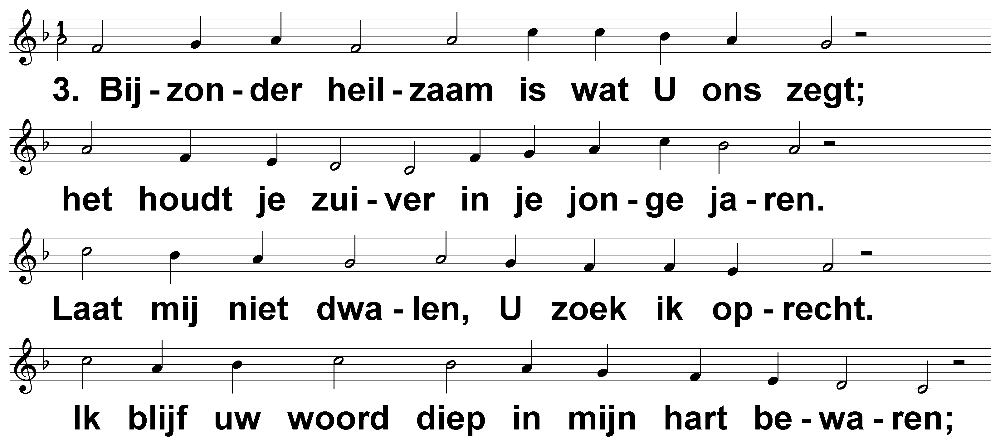 1
3. Bij - zon - der heil - zaam is wat U ons zegt;
het houdt je zui - ver in je jon - ge ja - ren.
Laat mij niet dwa - len, U zoek ik op - recht.
Ik blijf uw woord diep in mijn hart be - wa - ren;